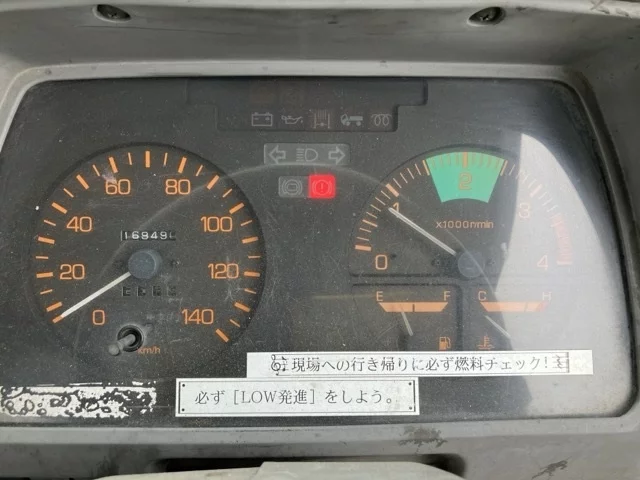 60 80
40 100
20 120
0 140
km/h
1 3
x1000r/min
0 4
E F C H
♫現場への行き帰りに必ず燃料チェック!
必ず [LOW発進] をしよう。